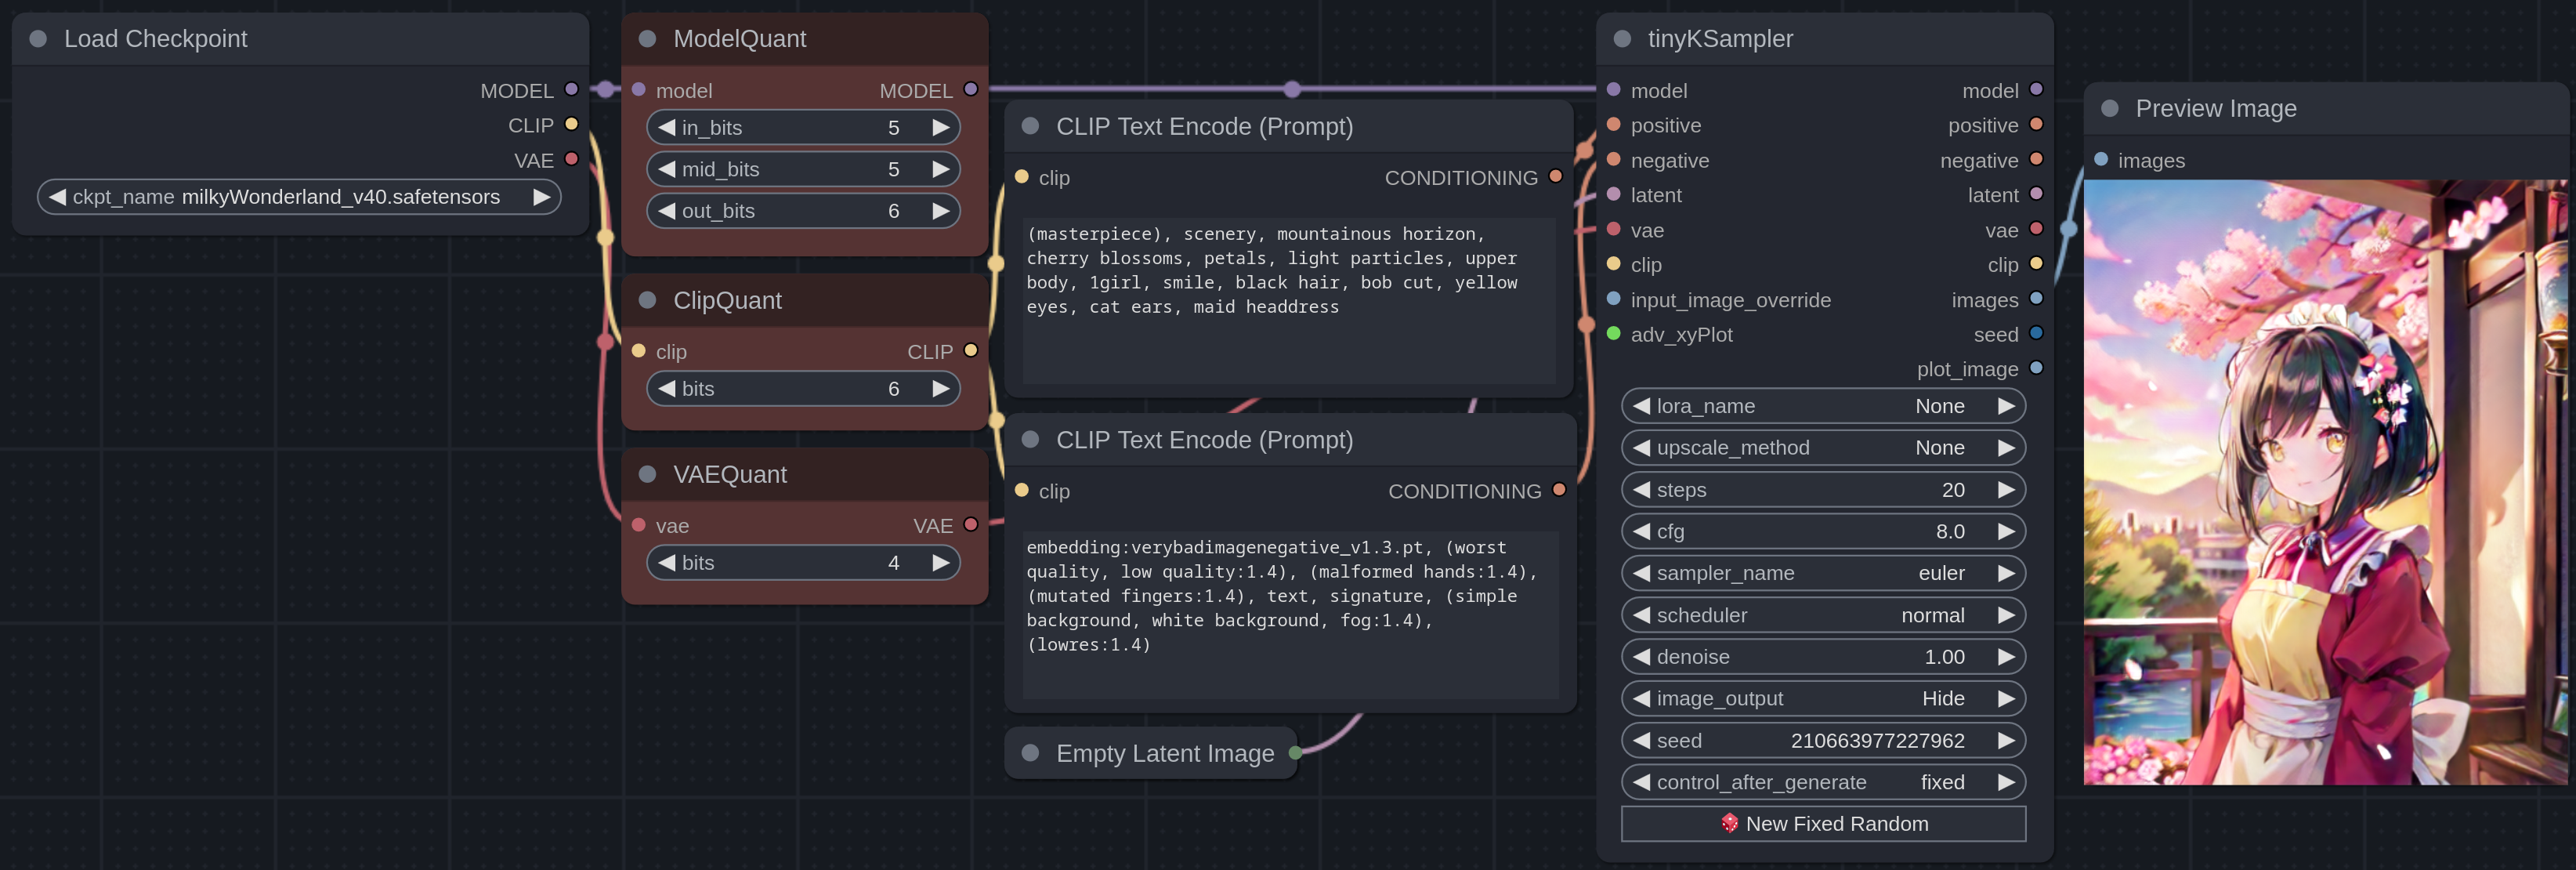 Load Checkpoint
MODEL
CLIP
VAE
ckpt_name milkyWonderland_v40.safetensors
ModelQuant
model MODEL
in_bits 5
mid_bits 5
out_bits 6
ClipQuant
clip CLIP
bits 6
VAEQuant
vae VAE
bits 4
CLIP Text Encode (Prompt)
clip CONDITIONING
(masterpiece), scenery, mountainous horizon,
cherry blossoms, petals, light particles, upper
body, 1girl, smile, black hair, bob cut, yellow
eyes, cat ears, maid headdress
CLIP Text Encode (Prompt)
clip CONDITIONING
embedding:verybadimagenegative_v1.3.pt, (worst
quality, low quality:1.4), (malformed hands:1.4),
(mutated fingers:1.4), text, signature, (simple
background, white background, fog:1.4),
(lowres:1.4)
Empty Latent Image
tinyKSampler
model model
positive positive
negative negative
latent latent
vae vae
clip clip
input_image_override images
adv_xyPlot seed
plot_image
lora_name None
upscale_method None
steps 20
cfg 8.0
sampler_name euler
scheduler normal
denoise 1.00
image_output Hide
seed 210663977227962
control_after_generate fixed
New Fixed Random
Preview Image
images